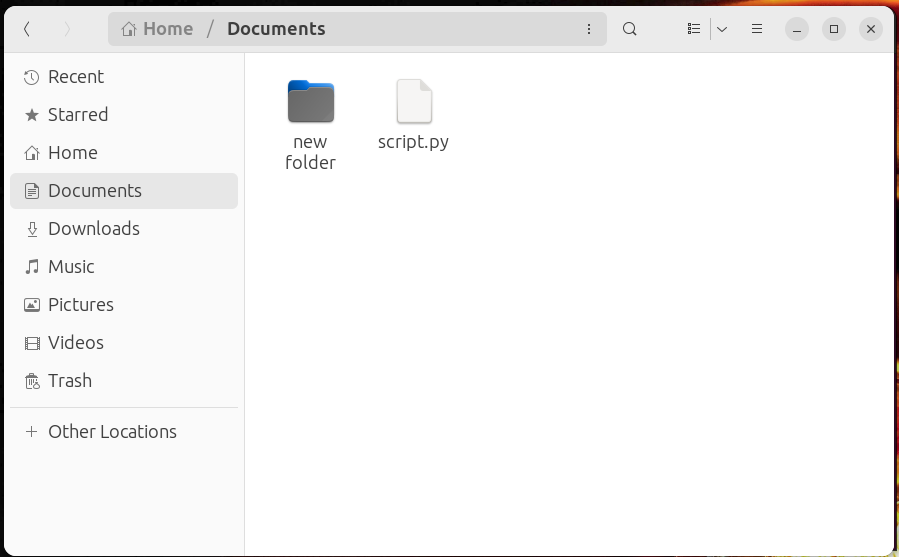 Home / Documents
Recent
Starred
Home
Documents
Downloads
Music
Pictures
Videos
Trash
Other Locations
new
folder
script.py